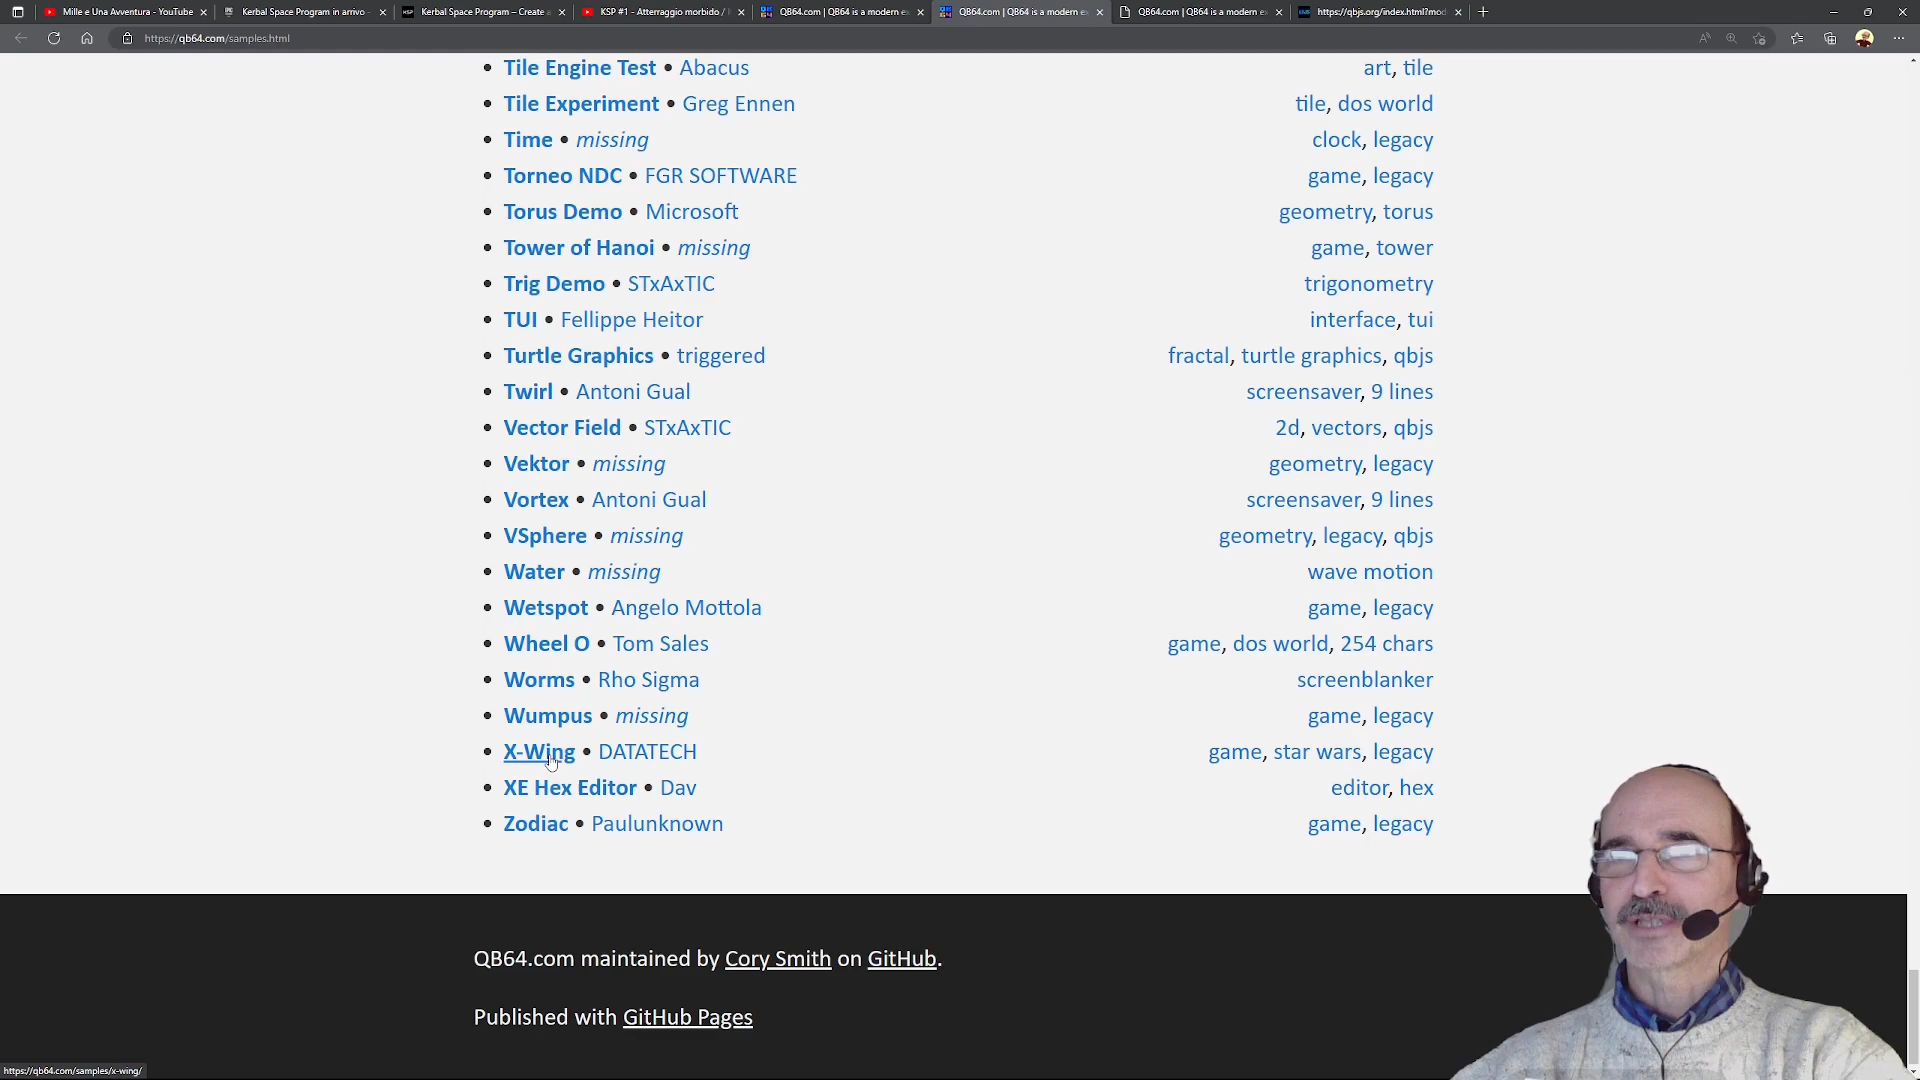 Mille e Una Avventura - YouTube
Kerbal Space Program in arrivo -
Kerbal Space Program – Create a
KSP #1 - Atterraggio morbido /
QB64.com | QB64 is a modern e
QB64.com | QB64 is a modern e
QB64.com | QB64 is a modern ex
https://qbjs.org/index.html?mod
https://qb64.com/samples.html
Tile Engine Test • Abacus art, tile
Tile Experiment • Greg Ennen tile, dos world
Time • missing clock, legacy
Torneo NDC • FGR SOFTWARE game, legacy
Torus Demo • Microsoft geometry, torus
Tower of Hanoi • missing game, tower
Trig Demo • STxAxTIC trigonometry
TUI • Fellippe Heitor interface, tui
Turtle Graphics • triggered fractal, turtle graphics, qbjs
Twirl • Antoni Gual screensaver, 9 lines
Vector Field • STxAxTIC 2d, vectors, qbjs
Vektor • missing geometry, legacy
Vortex • Antoni Gual screensaver, 9 lines
VSphere • missing geometry, legacy, qbjs
Water • missing wave motion
Wetspot • Angelo Mottola game, legacy
Wheel O • Tom Sales game, dos world, 254 chars
Worms • Rho Sigma screenblanker
Wumpus • missing game, legacy
X-Wing • DATATECH game, star wars, legacy
XE Hex Editor • Dav editor, hex
Zodiac • Paulunknown game, legacy
QB64.com maintained by Cory Smith on GitHub.
Published with GitHub Pages
https://qb64.com/samples/x-wing/